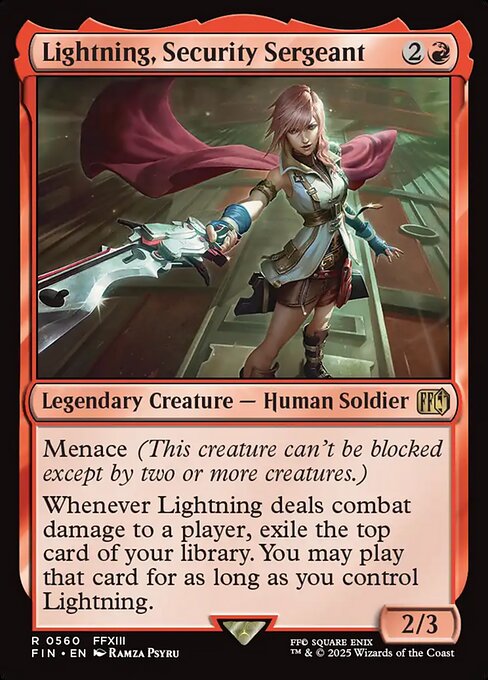 Lightning, Security Sergeant 2
Legendary Creature — Human Soldier FF
Menace (This creature can't be blocked
except by two or more creatures.)
Whenever Lightning deals combat
damage to a player, exile the top
card of your library. You may play
that card for as long as you control
Lightning.
2/3
R 0560 FFXIII
FIN • EN Ramza Psyru
FF© SQUARE ENIX
™ & © 2025 Wizards of the Coast